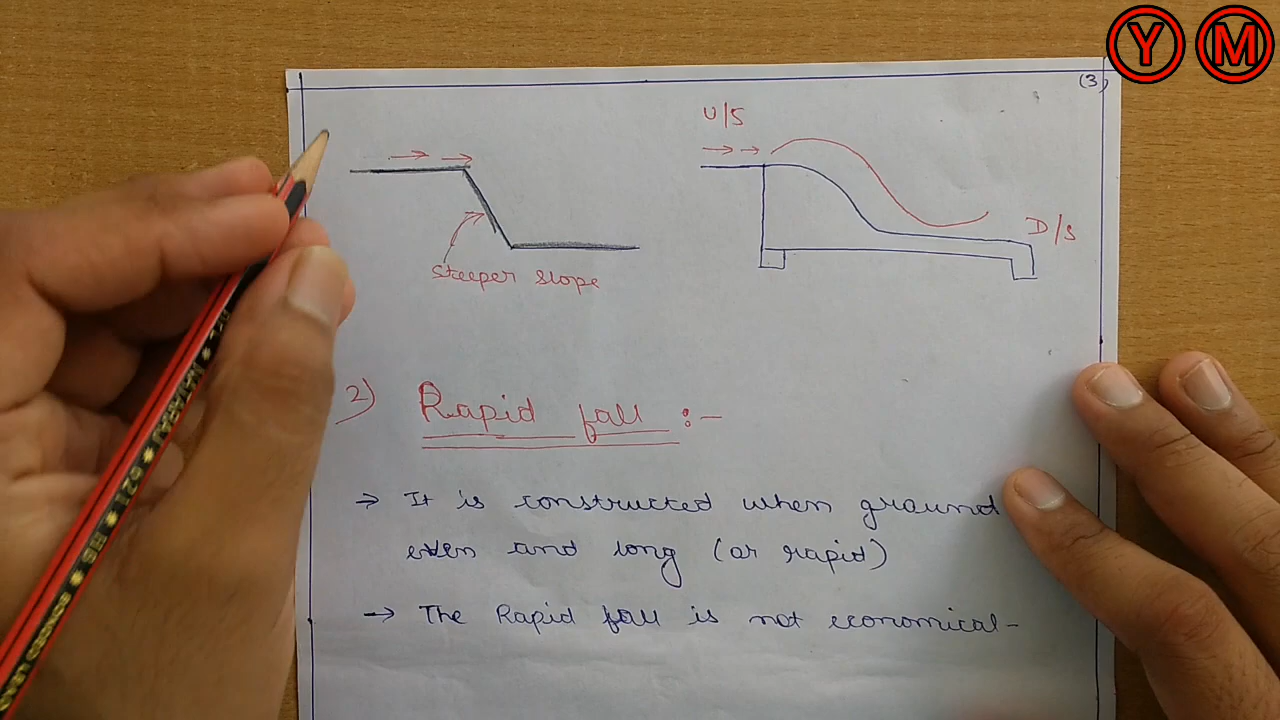 Y M
(3)
U/S
D/S
Steeper slope
2) Rapid fall :-
→ It is constructed when ground
even and long (or rapid)
→ The Rapid fall is not economical-